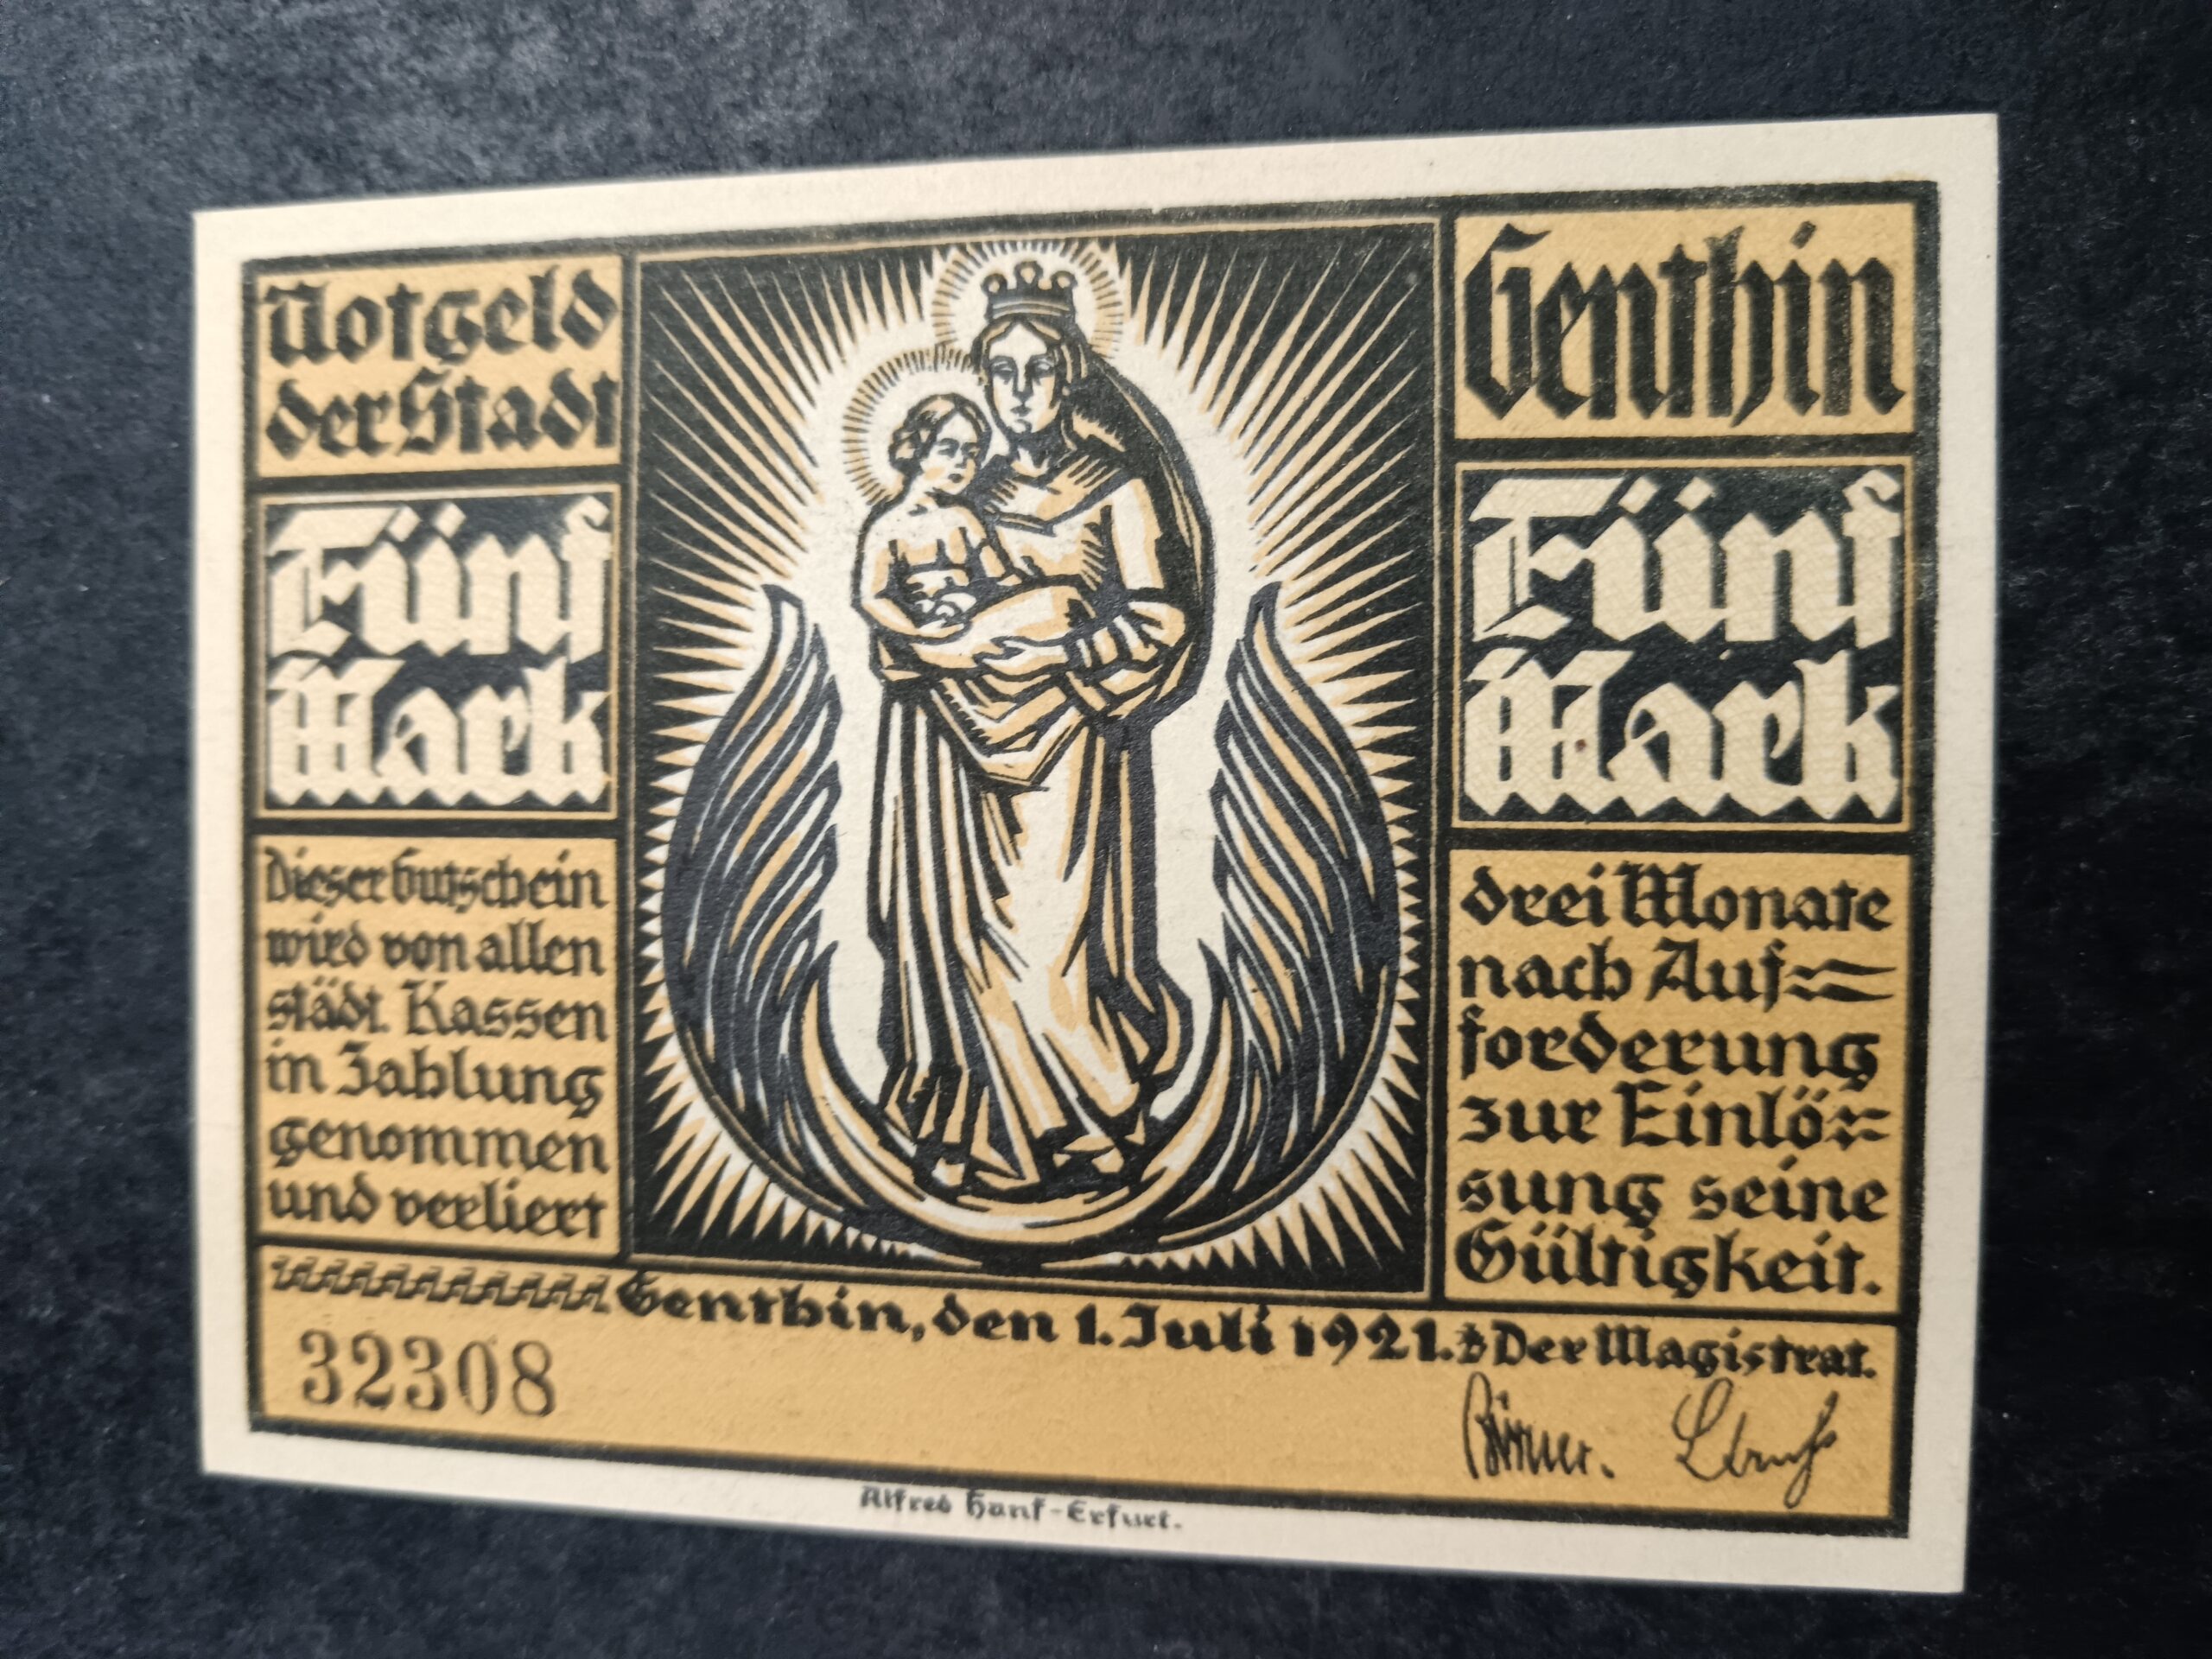 Notgeld
der Stadt
Genthin
Fünf
Mark
Fünf
Mark
Dieser Gutschein
wird von allen
städt. Kassen
in Zahlung
genommen
und verliert
drei Monate
nach Auf=
forderung
zur Einlö=
sung seine
Gültigkeit.
Genthin, den 1. Juli 1921. Der Magistrat.
32308
Alfred Hanf-Erfurt.